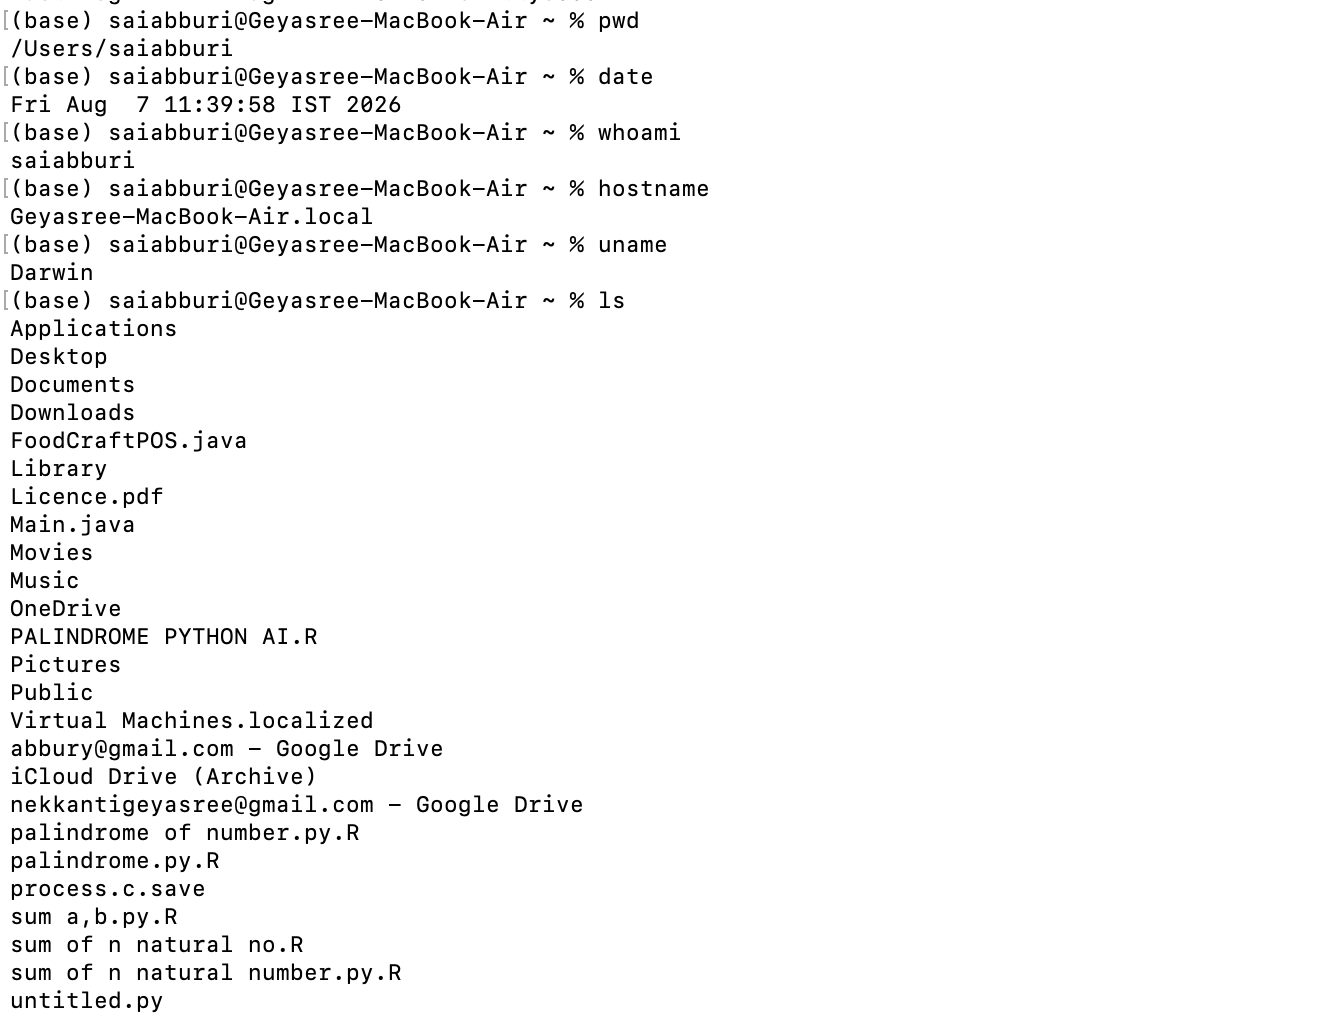 (base) saiabburi@Geyasree-MacBook-Air ~ % pwd
/Users/saiabburi
(base) saiabburi@Geyasree-MacBook-Air ~ % date
Fri Aug  7 11:39:58 IST 2026
(base) saiabburi@Geyasree-MacBook-Air ~ % whoami
saiabburi
(base) saiabburi@Geyasree-MacBook-Air ~ % hostname
Geyasree-MacBook-Air.local
(base) saiabburi@Geyasree-MacBook-Air ~ % uname
Darwin
(base) saiabburi@Geyasree-MacBook-Air ~ % ls
Applications
Desktop
Documents
Downloads
FoodCraftPOS.java
Library
Licence.pdf
Main.java
Movies
Music
OneDrive
PALINDROME PYTHON AI.R
Pictures
Public
Virtual Machines.localized
abbury@gmail.com - Google Drive
iCloud Drive (Archive)
nekkantigeyasree@gmail.com - Google Drive
palindrome of number.py.R
palindrome.py.R
process.c.save
sum a,b.py.R
sum of n natural no.R
sum of n natural number.py.R
untitled.py